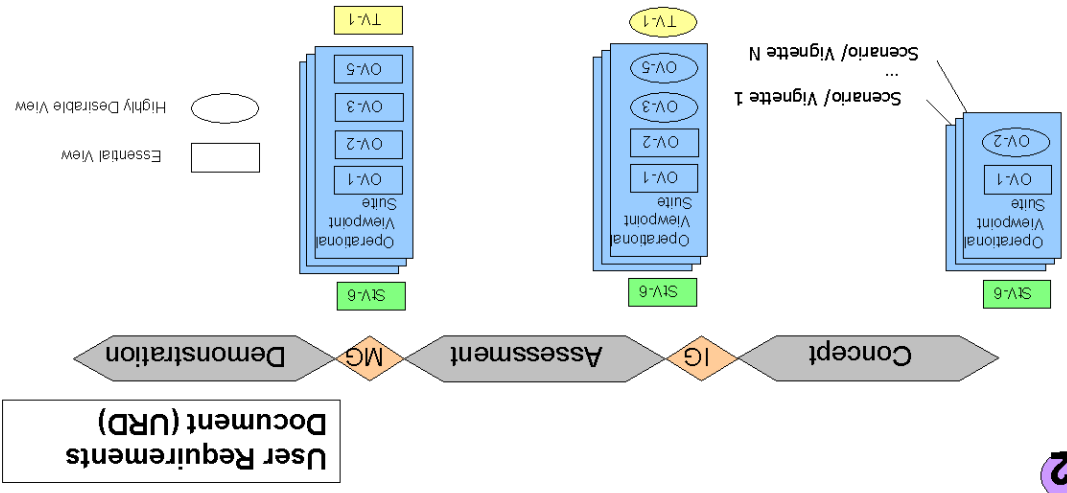 2
User Requirements
Document (URD)
Concept
IG
Assessment
MG
Demonstration
StV-6
Operational
Viewpoint
Suite
OV-1
OV-2
Scenario/ Vignette 1
...
Scenario/ Vignette N
StV-6
Operational
Viewpoint
Suite
OV-1
OV-2
OV-3
OV-5
TV-1
StV-6
Operational
Viewpoint
Suite
OV-1
OV-2
OV-3
OV-5
TV-1
Essential View
Highly Desirable View